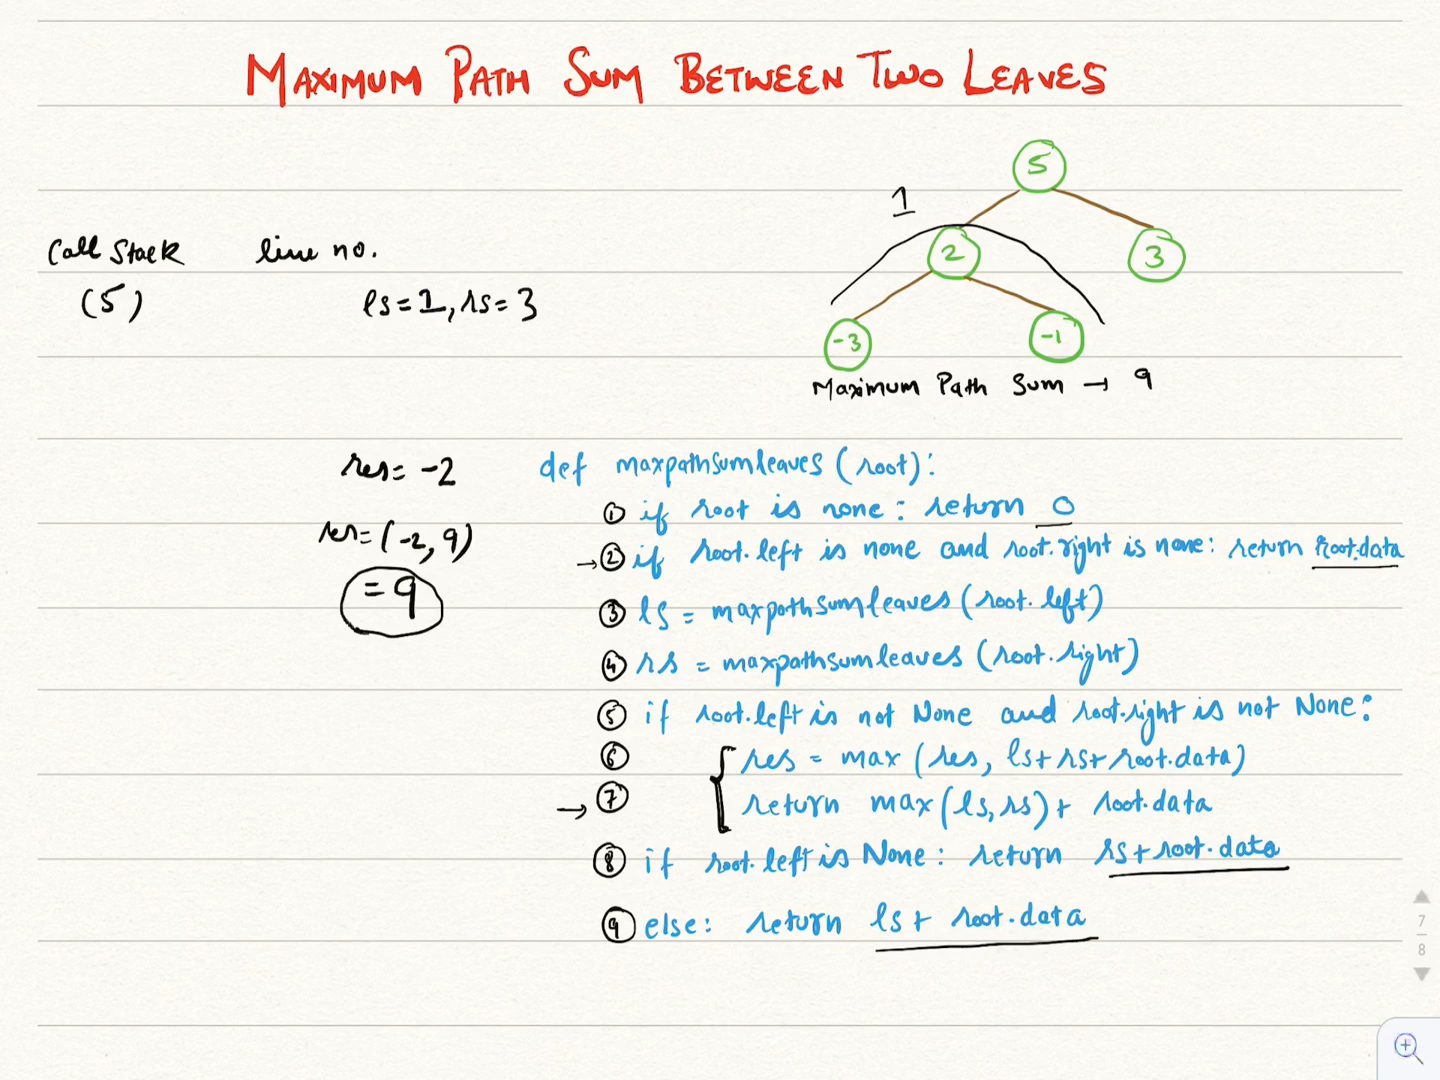 MAXIMUM PATH SUM BETWEEN TWO LEAVES
5
1
2
3
-3
-1
Maximum Path Sum → 9
Call Stack line no.
(5) ls=1, rs=3
res= -2
res= (-2, 9)
= 9
def maxpathsumleaves (root):
① if root is none: return 0
→ ② if root.left is none and root.right is none: return root.data
③ ls = maxpathsumleaves (root.left)
④ rs = maxpathsumleaves (root.right)
⑤ if root.left is not None and root.right is not None:
⑥ res = max (res, ls+rs+root.data)
→ ⑦ return max(ls,rs)+ root.data
⑧ if root.left is None: return rs+root.data
⑨ else: return ls+ root.data
7
8